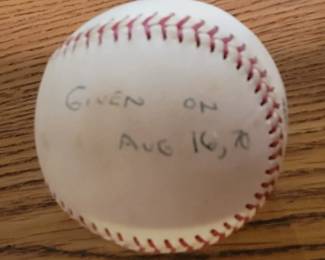 GIVEN ON
AUG 16, 70